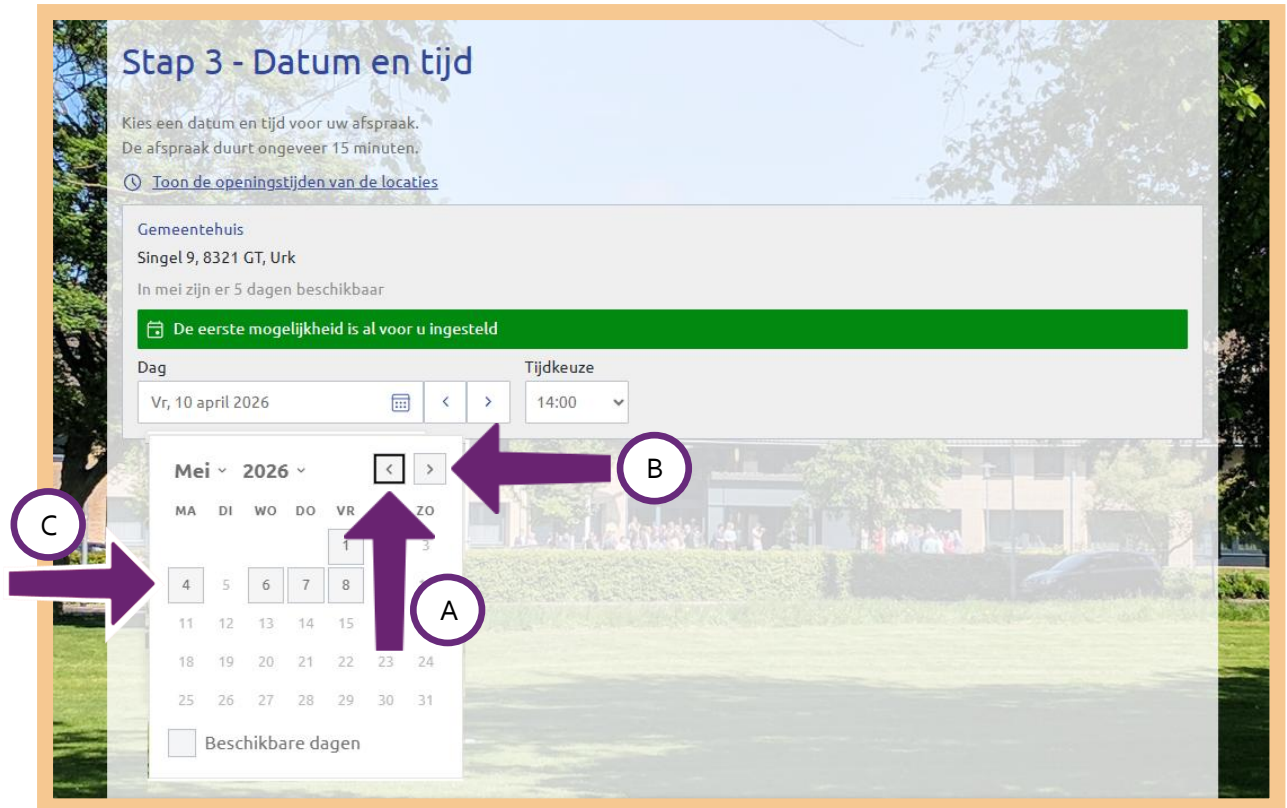 Stap 3 - Datum en tijd
Kies een datum en tijd voor uw afspraak.
De afspraak duurt ongeveer 15 minuten.
Toon de openingstijden van de locaties
Gemeentehuis
Singel 9, 8321 GT, Urk
In mei zijn er 5 dagen beschikbaar
De eerste mogelijkheid is al voor u ingesteld
Dag Tijdkeuze
Vr, 10 april 2026 14:00
Mei 2026 B
MA DI WO DO VR ZO
C
1 3
4 5 6 7 8
A
11 12 13 14 15
18 19 20 21 22 23 24
25 26 27 28 29 30 31
Beschikbare dagen